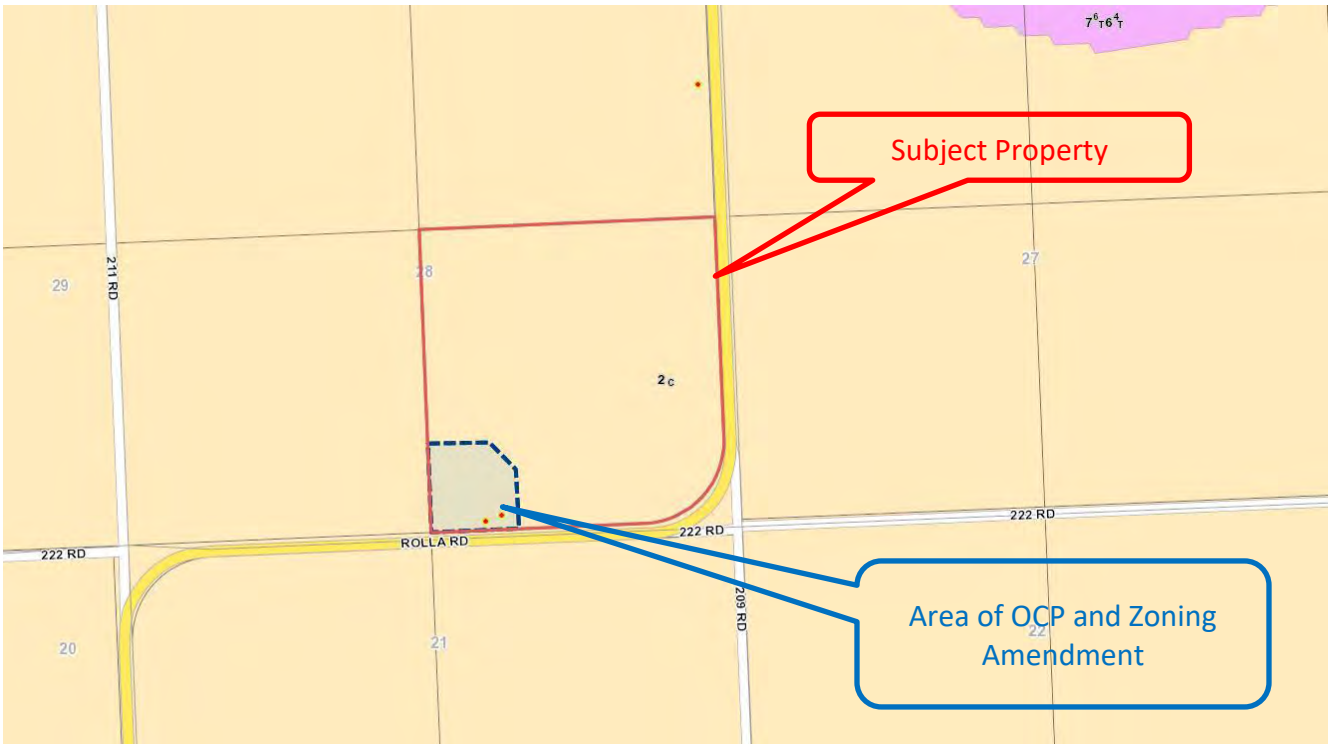 7⁶T6⁴T
Subject Property
211 RD
29
28
27
2 C
222 RD
ROLLA RD
222 RD
222 RD
209 RD
20
21
22
Area of OCP and Zoning
Amendment